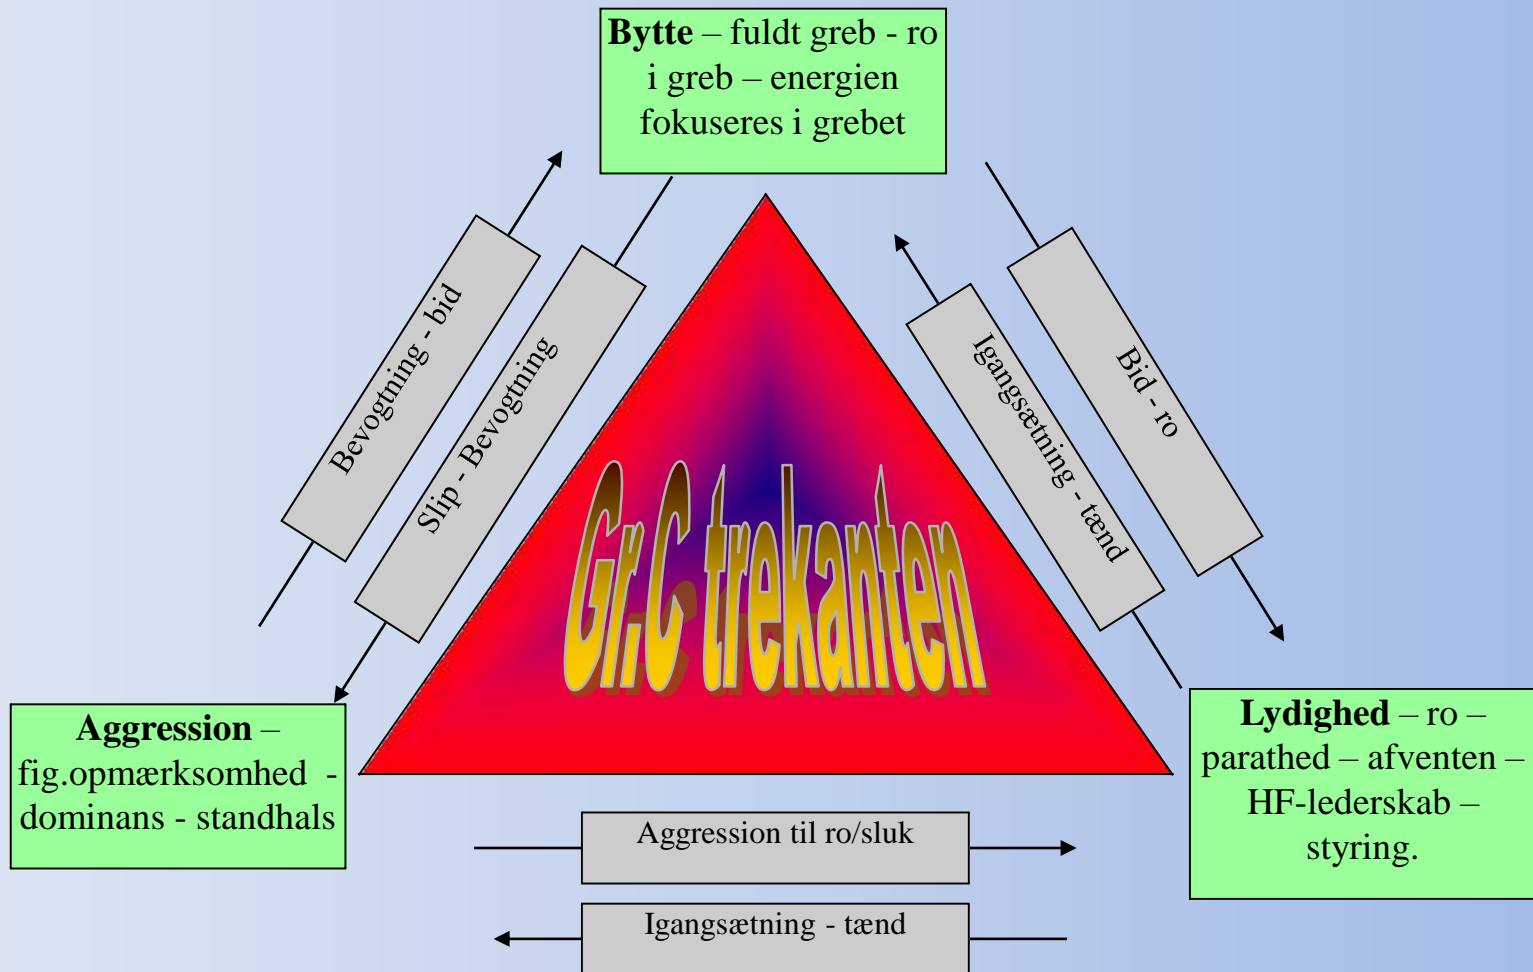 Bytte – fuldt greb - ro
i greb – energien
fokuseres i grebet
Bevogtning - bid
Slip - Bevogtning
Igangsætning - tænd
Bid - ro
Gr.C trekanten
Aggression –
fig.opmærksomhed -
dominans - standhals
Lydighed – ro –
parathed – afventen –
HF-lederskab –
styring.
Aggression til ro/sluk
Igangsætning - tænd